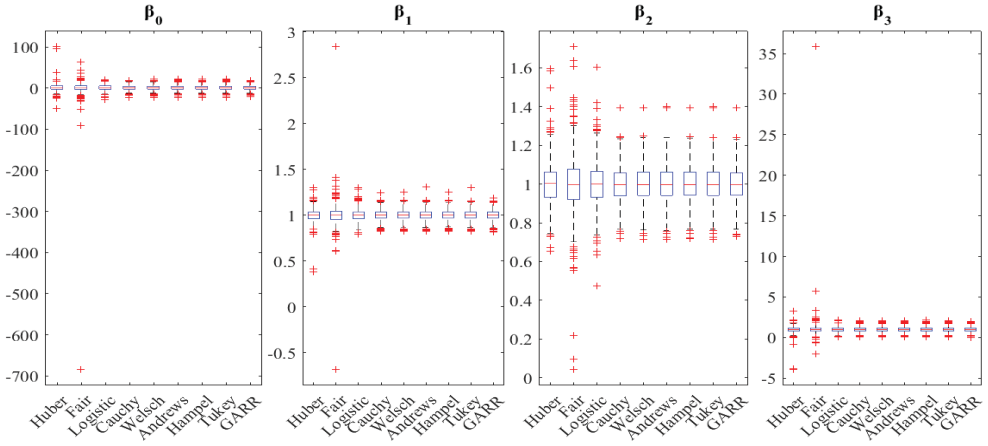 β0
100
0
-100
-200
-300
-400
-500
-600
-700
Huber
Fair
Logistic
Cauchy
Welsch
Andrews
Hampel
Tukey
GARR
β1
3
2.5
2
1.5
1
0.5
0
-0.5
Huber
Fair
Logistic
Cauchy
Welsch
Andrews
Hampel
Tukey
GARR
β2
1.6
1.4
1.2
1
0.8
0.6
0.4
0.2
0
Huber
Fair
Logistic
Cauchy
Welsch
Andrews
Hampel
Tukey
GARR
β3
35
30
25
20
15
10
5
0
-5
Huber
Fair
Logistic
Cauchy
Welsch
Andrews
Hampel
Tukey
GARR